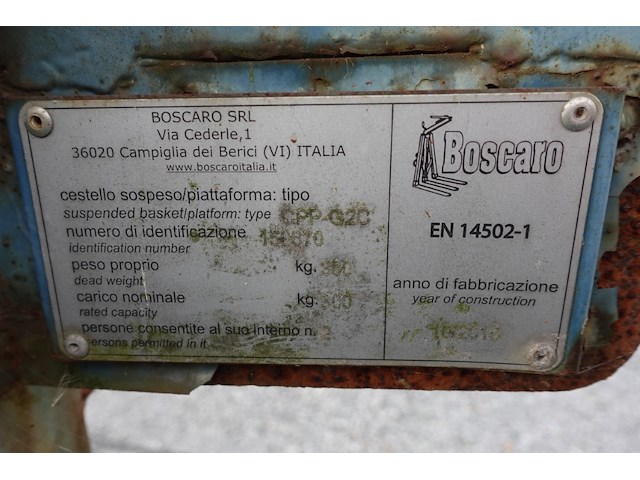 BOSCARO SRL
Via Cederle,1
36020 Campiglia dei Berici (VI) ITALIA
www.boscaroitalia.it
cestello sospeso/piattaforma: tipo
suspended basket/platform: type CPP-G2C
numero di identificazione
identification number
peso proprio kg.
dead weight
carico nominale kg.
rated capacity
persone consentite al suo interno n.
persons permitted in it
Boscaro
EN 14502-1
anno di fabbricazione
year of construction